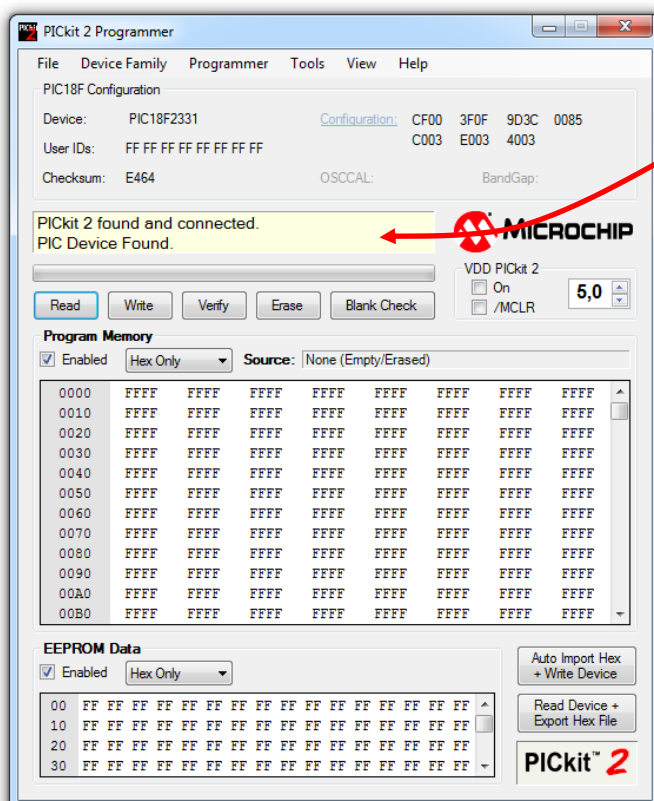 PICkit 2 Programmer
File Device Family Programmer Tools View Help
PIC18F Configuration
Device: PIC18F2331 Configuration: CF00 3F0F 9D3C 0085
User IDs: FF FF FF FF FF FF FF FF C003 E003 4003
Checksum: E464 OSCCAL: BandGap:
PICkit 2 found and connected.
PIC Device Found.
MICROCHIP
VDD PICkit 2
On
/MCLR
5,0
Read Write Verify Erase Blank Check
Program Memory
Enabled Hex Only Source: None (Empty/Erased)
0000 FFFF FFFF FFFF FFFF FFFF FFFF FFFF FFFF
0010 FFFF FFFF FFFF FFFF FFFF FFFF FFFF FFFF
0020 FFFF FFFF FFFF FFFF FFFF FFFF FFFF FFFF
0030 FFFF FFFF FFFF FFFF FFFF FFFF FFFF FFFF
0040 FFFF FFFF FFFF FFFF FFFF FFFF FFFF FFFF
0050 FFFF FFFF FFFF FFFF FFFF FFFF FFFF FFFF
0060 FFFF FFFF FFFF FFFF FFFF FFFF FFFF FFFF
0070 FFFF FFFF FFFF FFFF FFFF FFFF FFFF FFFF
0080 FFFF FFFF FFFF FFFF FFFF FFFF FFFF FFFF
0090 FFFF FFFF FFFF FFFF FFFF FFFF FFFF FFFF
00A0 FFFF FFFF FFFF FFFF FFFF FFFF FFFF FFFF
00B0 FFFF FFFF FFFF FFFF FFFF FFFF FFFF FFFF
EEPROM Data
Enabled Hex Only
00 FF FF FF FF FF FF FF FF FF FF FF FF FF FF FF FF
10 FF FF FF FF FF FF FF FF FF FF FF FF FF FF FF FF
20 FF FF FF FF FF FF FF FF FF FF FF FF FF FF FF FF
30 FF FF FF FF FF FF FF FF FF FF FF FF FF FF FF FF
Auto Import Hex
+ Write Device
Read Device +
Export Hex File
PICkit™ 2